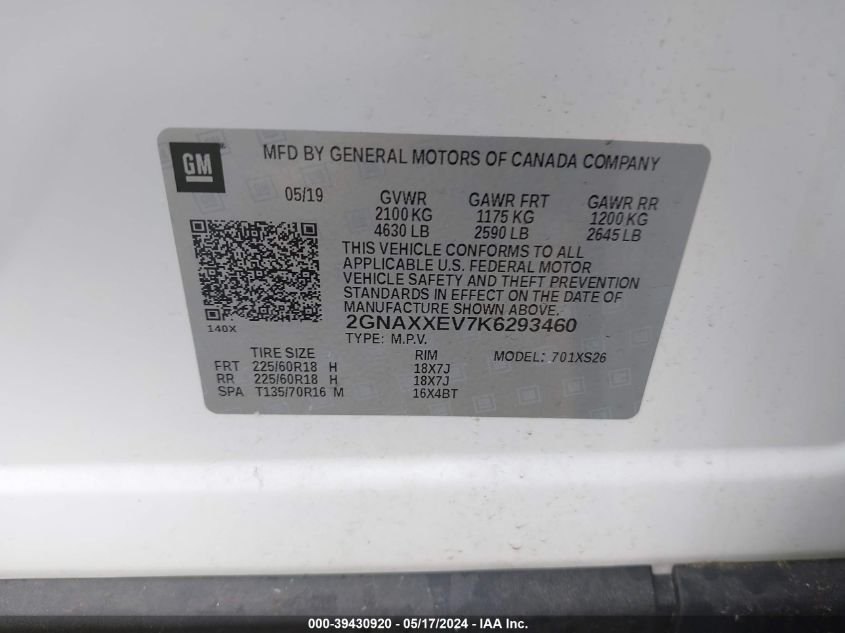 GM
MFD BY GENERAL MOTORS OF CANADA COMPANY
05/19 GVWR GAWR FRT GAWR RR
2100 KG 1175 KG 1200 KG
4630 LB 2590 LB 2645 LB
THIS VEHICLE CONFORMS TO ALL
APPLICABLE U.S. FEDERAL MOTOR
VEHICLE SAFETY AND THEFT PREVENTION
STANDARDS IN EFFECT ON THE DATE OF
MANUFACTURE SHOWN ABOVE.
140X
2GNAXXEV7K6293460
TYPE: M.P.V.
TIRE SIZE RIM MODEL: 701XS26
FRT 225/60R18 H 18X7J
RR 225/60R18 H 18X7J
SPA T135/70R16 M 16X4BT
000-39430920 - 05/17/2024 - IAA Inc.